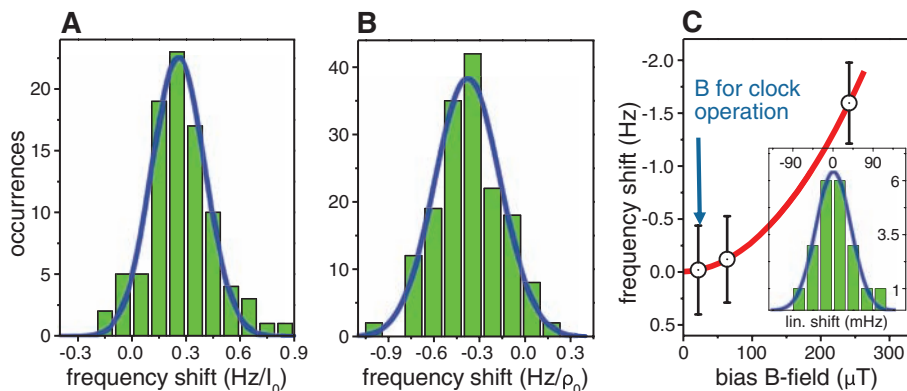 A
occurrences
20
15
10
5
0
-0.3 0.0 0.3 0.6 0.9
frequency shift (Hz/I₀)
B
40
30
20
10
0
-0.9 -0.6 -0.3 0.0 0.3
frequency shift (Hz/ρ₀)
C
frequency shift (Hz)
-2.0
-1.5
-1.0
-0.5
0.0
0.5
B for clock
operation
-90 0 90
6
3.5
1
lin. shift (mHz)
0 100 200 300
bias B-field (μT)